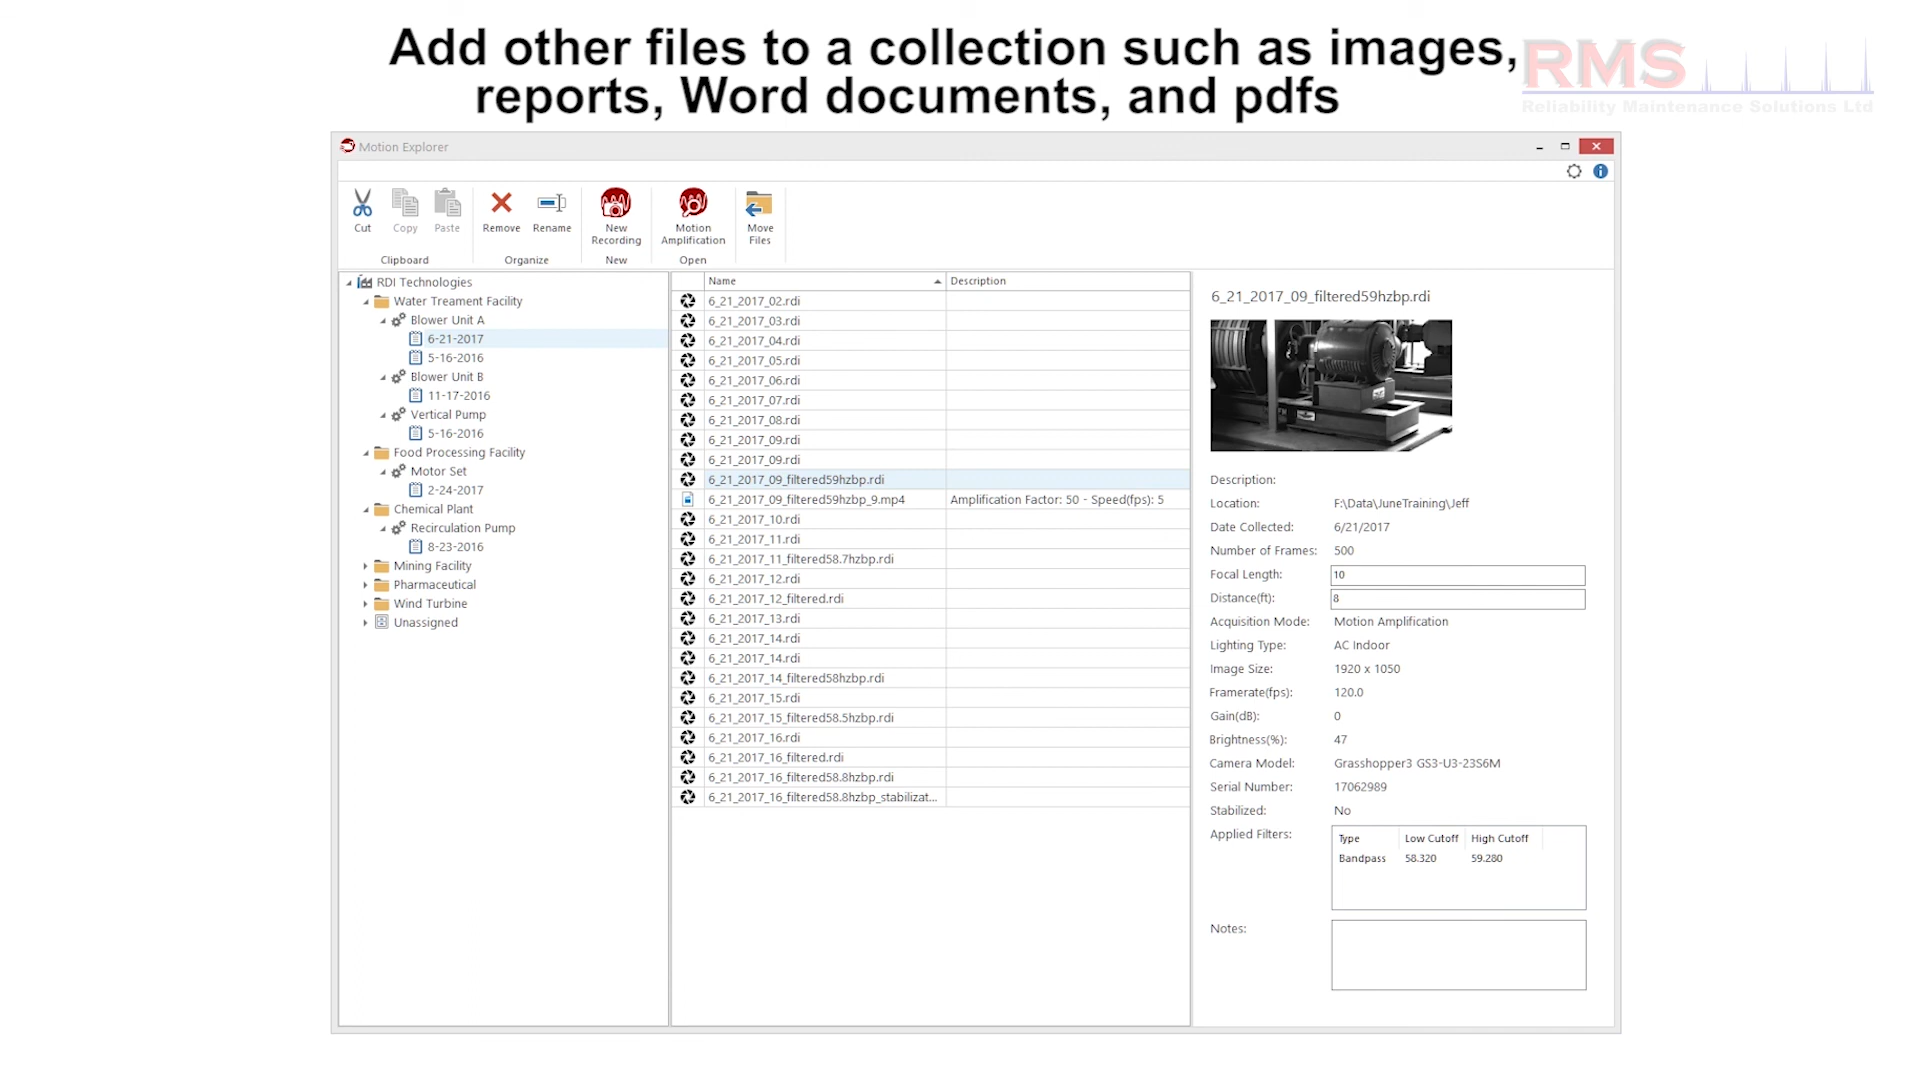 Add other files to a collection such as images,
reports, Word documents, and pdfs
RMS
Reliability Maintenance Solutions Ltd
Motion Explorer
Cut
Copy
Paste
Remove
Rename
New
Recording
Motion
Amplification
Move
Files
Clipboard
Organize
New
Open
RDI Technologies
Water Treament Facility
Blower Unit A
6-21-2017
5-16-2016
Blower Unit B
11-17-2016
Vertical Pump
5-16-2016
Food Processing Facility
Motor Set
2-24-2017
Chemical Plant
Recirculation Pump
8-23-2016
Mining Facility
Pharmaceutical
Wind Turbine
Unassigned
Name Description
6_21_2017_02.rdi
6_21_2017_03.rdi
6_21_2017_04.rdi
6_21_2017_05.rdi
6_21_2017_06.rdi
6_21_2017_07.rdi
6_21_2017_08.rdi
6_21_2017_09.rdi
6_21_2017_09.rdi
6_21_2017_09_filtered59hzbp.rdi
6_21_2017_09_filtered59hzbp_9.mp4 Amplification Factor: 50 - Speed(fps): 5
6_21_2017_10.rdi
6_21_2017_11.rdi
6_21_2017_11_filtered58.7hzbp.rdi
6_21_2017_12.rdi
6_21_2017_12_filtered.rdi
6_21_2017_13.rdi
6_21_2017_14.rdi
6_21_2017_14.rdi
6_21_2017_14_filtered58hzbp.rdi
6_21_2017_15.rdi
6_21_2017_15_filtered58.5hzbp.rdi
6_21_2017_16.rdi
6_21_2017_16_filtered.rdi
6_21_2017_16_filtered58.8hzbp.rdi
6_21_2017_16_filtered58.8hzbp_stabilizat...
6_21_2017_09_filtered59hzbp.rdi
Description:
Location: F:\Data\JuneTraining\Jeff
Date Collected: 6/21/2017
Number of Frames: 500
Focal Length: 10
Distance(ft): 8
Acquisition Mode: Motion Amplification
Lighting Type: AC Indoor
Image Size: 1920 x 1050
Framerate(fps): 120.0
Gain(dB): 0
Brightness(%): 47
Camera Model: Grasshopper3 GS3-U3-23S6M
Serial Number: 17062989
Stabilized: No
Applied Filters:
Type Low Cutoff High Cutoff
Bandpass 58.320 59.280
Notes: